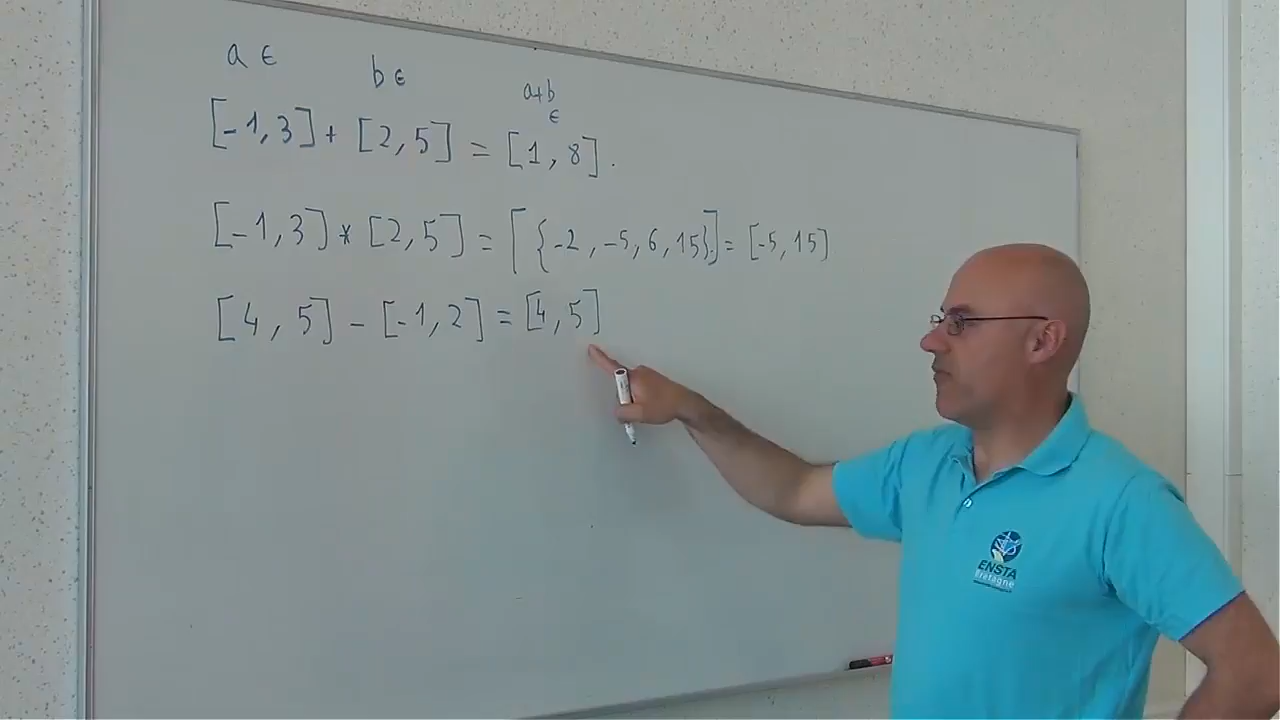 a ∈ b ∈ a+b ∈
[-1,3] + [2,5] = [1,8].
[-1,3] * [2,5] = [{-2,-5,6,15}] = [-5,15]
[4,5] - [-1,2] = [4,5]
ENSTA
Bretagne